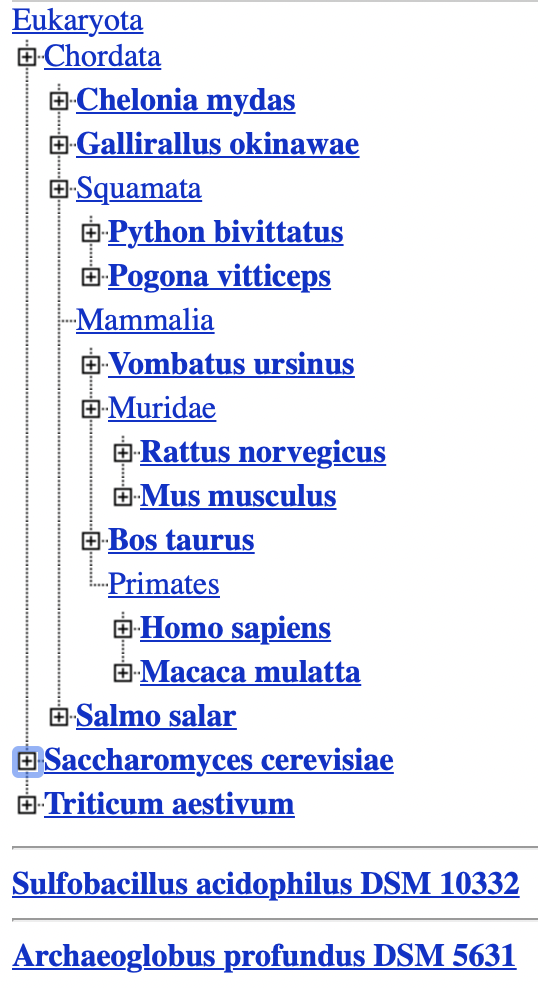 Eukaryota
Chordata
Chelonia mydas
Gallirallus okinawae
Squamata
Python bivittatus
Pogona vitticeps
Mammalia
Vombatus ursinus
Muridae
Rattus norvegicus
Mus musculus
Bos taurus
Primates
Homo sapiens
Macaca mulatta
Salmo salar
Saccharomyces cerevisiae
Triticum aestivum
Sulfobacillus acidophilus DSM 10332
Archaeoglobus profundus DSM 5631